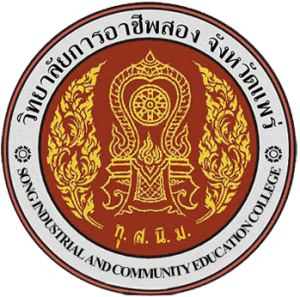 วิทยาลัยการอาชีพสอง จังหวัดแพร่
ทุ. ส. นิ. ม.
SONG INDUSTRIAL AND COMMUNITY EDUCATION COLLEGE